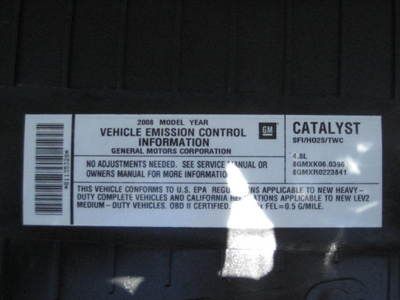 2008 MODEL YEAR
VEHICLE EMISSION CONTROL
INFORMATION
GENERAL MOTORS CORPORATION
GM
CATALYST
SFI/HO2S/TWC
NO ADJUSTMENTS NEEDED. SEE SERVICE MANUAL OR
OWNERS MANUAL FOR MORE INFORMATION
4.8L
8GMXK06.0396
8GMXR0223841
THIS VEHICLE CONFORMS TO U.S. EPA REGULATIONS APPLICABLE TO NEW HEAVY-
DUTY COMPLETE VEHICLES AND CALIFORNIA REGULATIONS APPLICABLE TO NEW LEV2
MEDIUM - DUTY VEHICLES. OBD II CERTIFIED. FEL = 0.5 G/MILE.